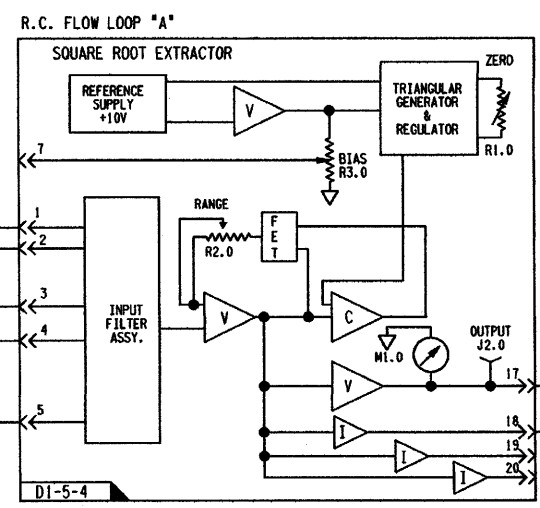 R.C. FLOW LOOP "A"
SQUARE ROOT EXTRACTOR
REFERENCE
SUPPLY
+10V
V
TRIANGULAR
GENERATOR
&
REGULATOR
ZERO
R1.0
7
BIAS
R3.0
1
2
3
4
5
INPUT
FILTER
ASSY.
RANGE
R2.0
F
E
T
V
C
M1.0
OUTPUT
J2.0
V
17
I
18
I
19
I
20
D1-5-4